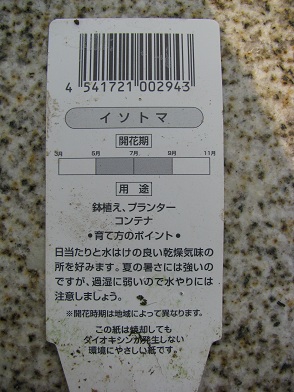 4 541721 002943
イソトマ
開花期
3月 6月 7月 9月 11月
用途
鉢植え、プランター
コンテナ
・育て方のポイント・
日当たりと水はけの良い乾燥気味の
所を好みます。夏の暑さには強いの
ですが、過湿に弱いので水やりには
注意しましょう。
※開花時期は地域によって異なります。
この紙は焼却しても
ダイオキシンが発生しない
環境にやさしい紙です。